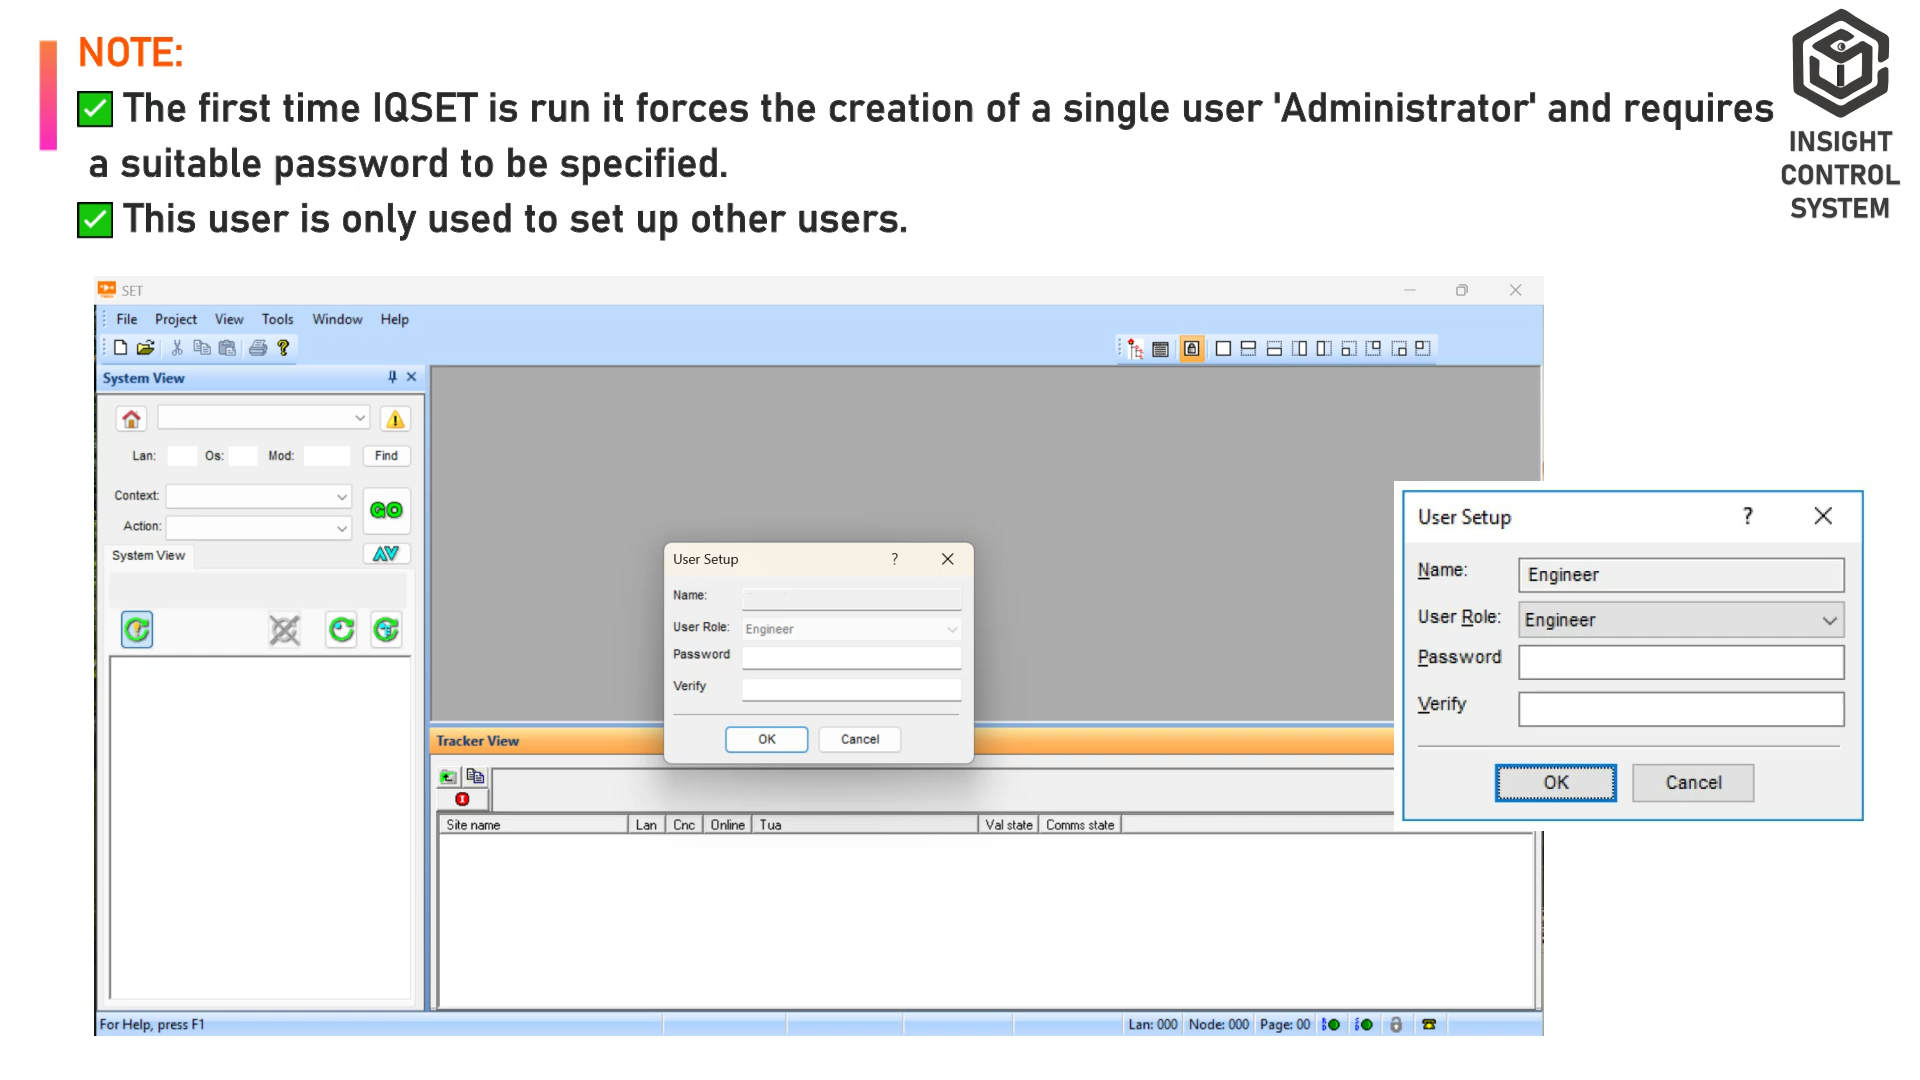 NOTE:
✅ The first time IQSET is run it forces the creation of a single user 'Administrator' and requires
a suitable password to be specified.
✅ This user is only used to set up other users.
INSIGHT
CONTROL
SYSTEM
SET
File Project View Tools Window Help
System View
Lan: Os: Mod: Find
Context:
GO
Action:
System View
AV
User Setup ?
Name:
User Role: Engineer
Password
Verify
OK Cancel
Tracker View
Site name Lan Cnc Online Tua Val state Comms state
For Help, press F1
Lan: 000 Node: 000 Page: 00
User Setup ?
Name: Engineer
User Role: Engineer
Password
Verify
OK Cancel